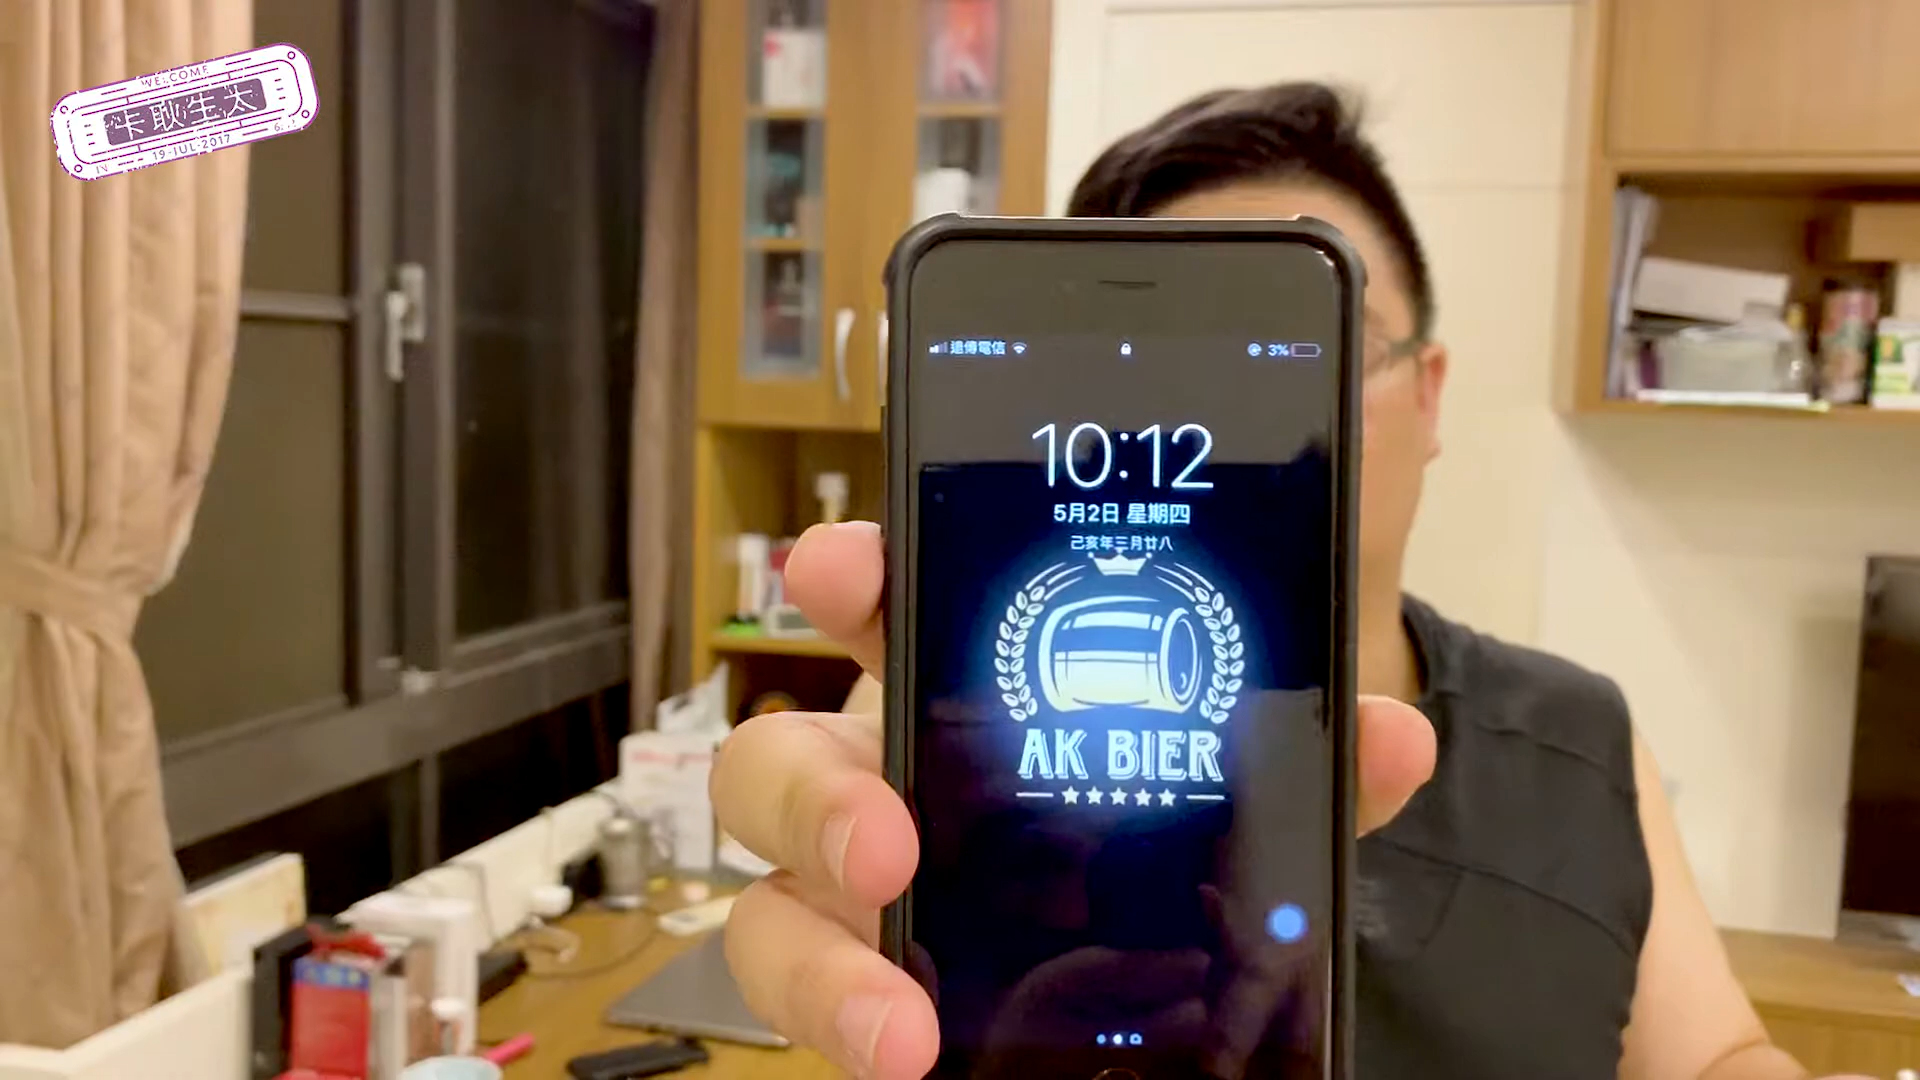 WELCOME
卡耿生太
19-JUL-2017
遠傳電信
3%
10:12
5月2日 星期四
己亥年三月廿八
AK BIER